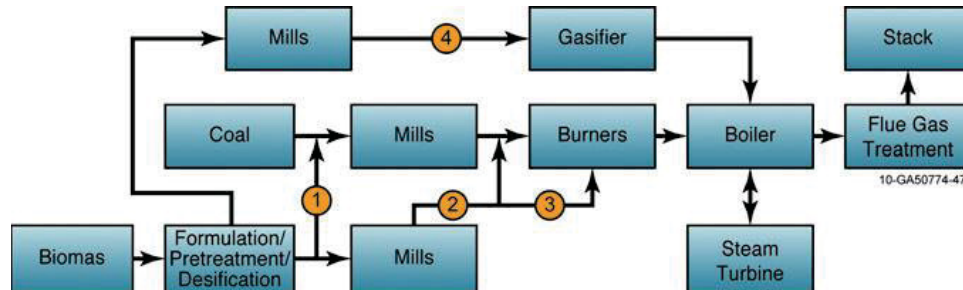 Mills
4
Gasifier
Stack
Coal
Mills
Burners
Boiler
Flue Gas
Treatment
10-GA50774-47
1
2
3
Biomas
Formulation/
Pretreatment/
Desification
Mills
Steam
Turbine